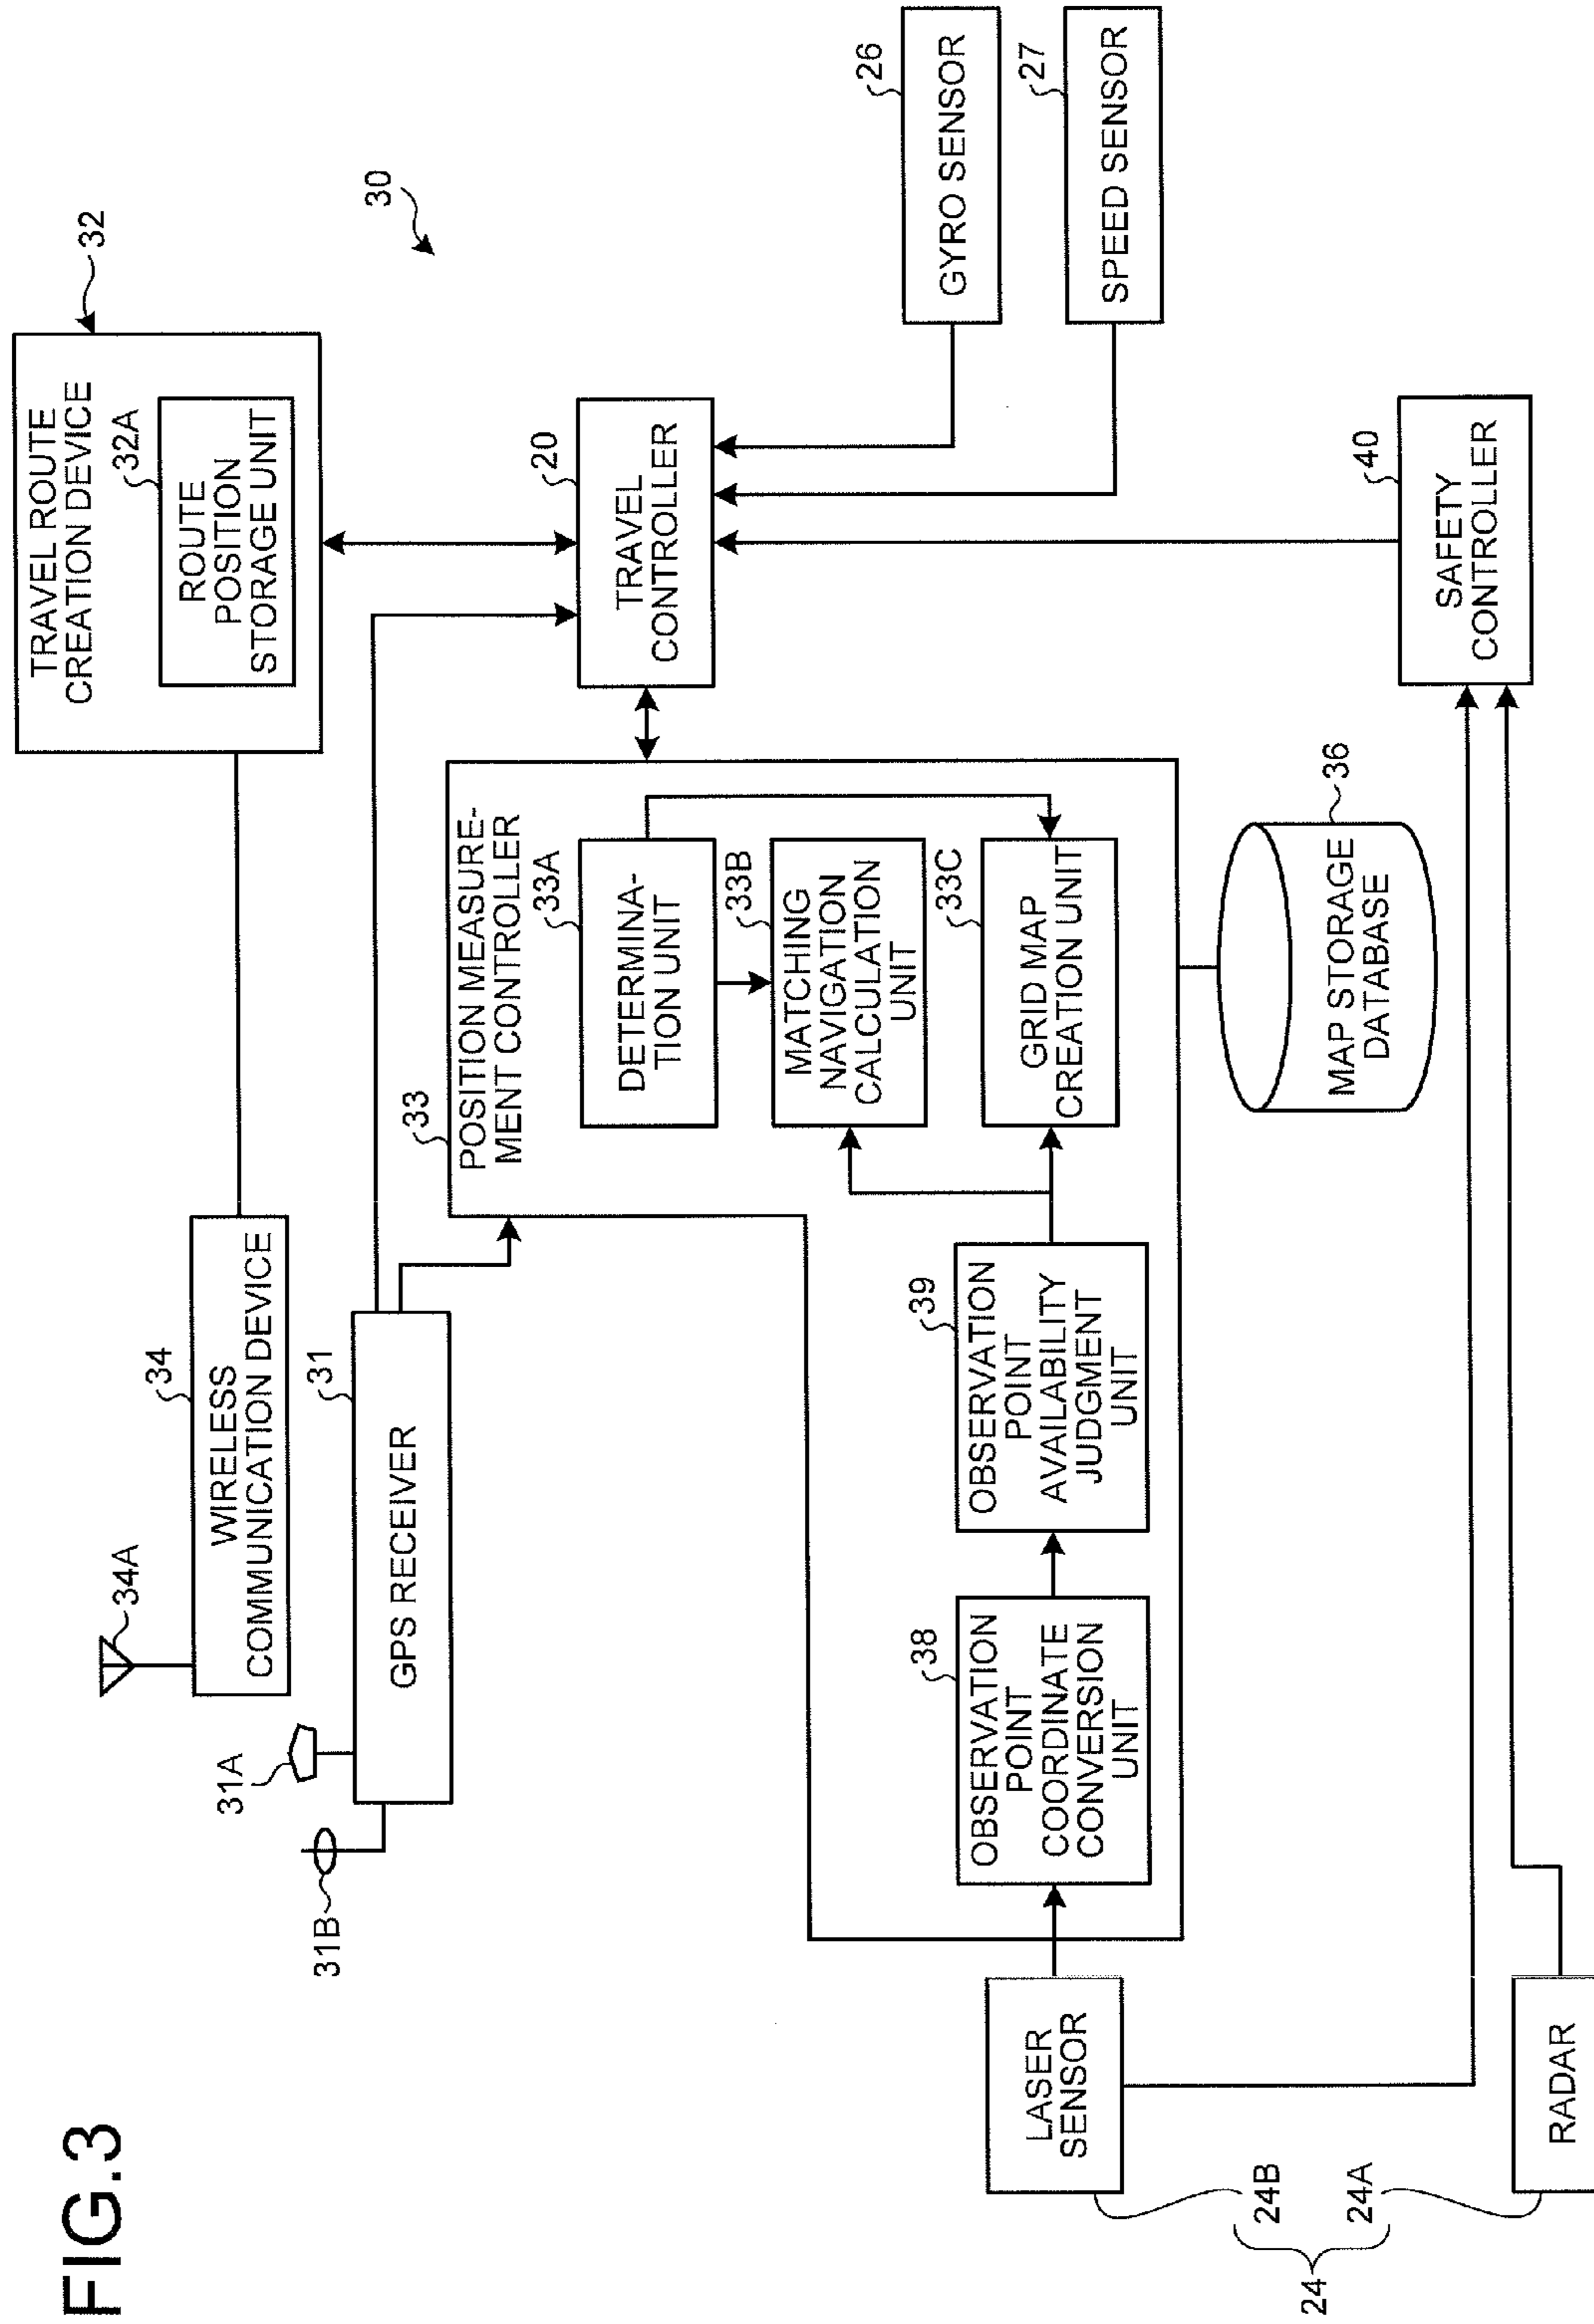 FIG.3
34A
34
WIRELESS
COMMUNICATION DEVICE
TRAVEL ROUTE
CREATION DEVICE
32
32A
ROUTE
POSITION
STORAGE UNIT
30
31A
31B
31
GPS RECEIVER
33
POSITION MEASURE-
MENT CONTROLLER
33A
DETERMINA-
TION UNIT
33B
MATCHING
NAVIGATION
CALCULATION
UNIT
33C
GRID MAP
CREATION UNIT
20
TRAVEL
CONTROLLER
26
GYRO SENSOR
27
SPEED SENSOR
38
OBSERVATION
POINT
COORDINATE
CONVERSION
UNIT
39
OBSERVATION
POINT
AVAILABILITY
JUDGMENT
UNIT
LASER
SENSOR
36
MAP STORAGE
DATABASE
40
SAFETY
CONTROLLER
24
24B
24A
RADAR